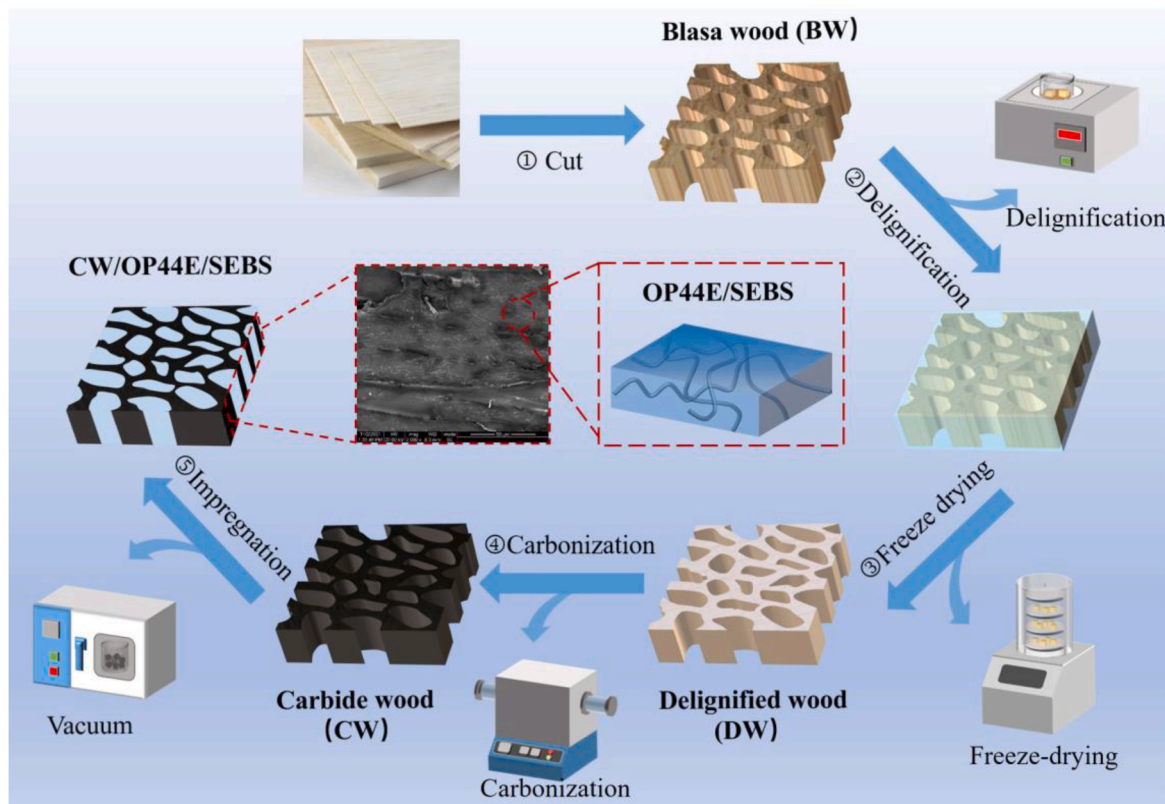 Blasa wood (BW)
① Cut
②Delignification
Delignification
CW/OP44E/SEBS
OP44E/SEBS
③Freeze drying
④Carbonization
⑤Impregnation
Vacuum
Carbide wood
(CW)
Carbonization
Delignified wood
(DW)
Freeze-drying